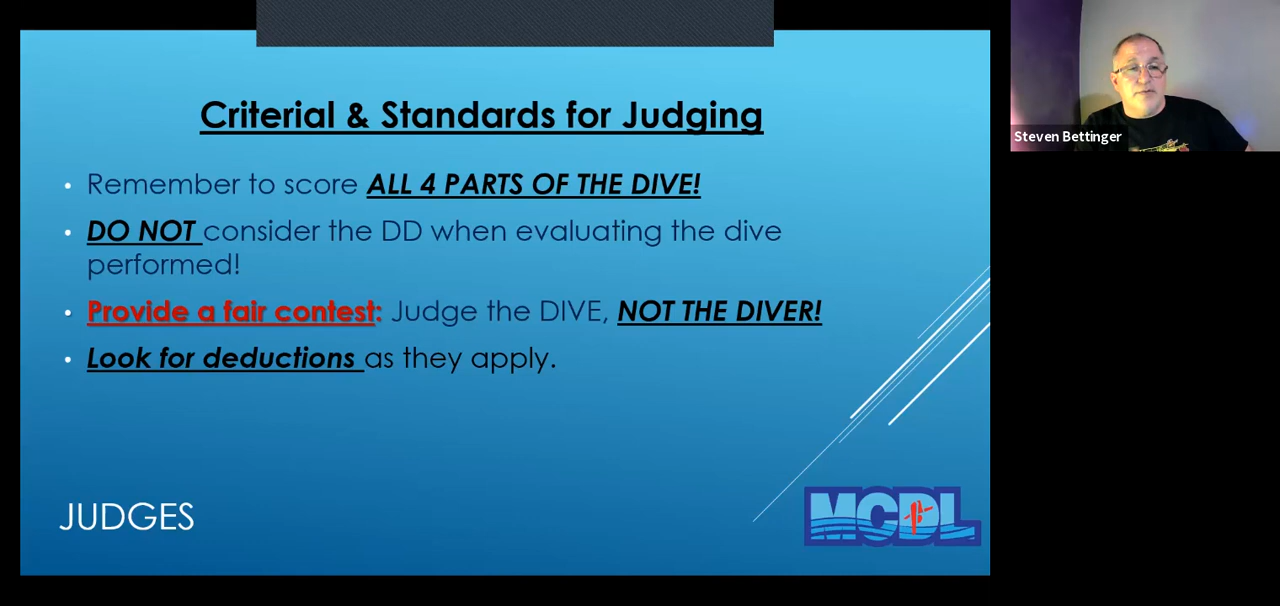 Criterial & Standards for Judging
Steven Bettinger
• Remember to score ALL 4 PARTS OF THE DIVE!
• DO NOT consider the DD when evaluating the dive
performed!
• Provide a fair contest: Judge the DIVE, NOT THE DIVER!
• Look for deductions as they apply.
JUDGES
MCDL